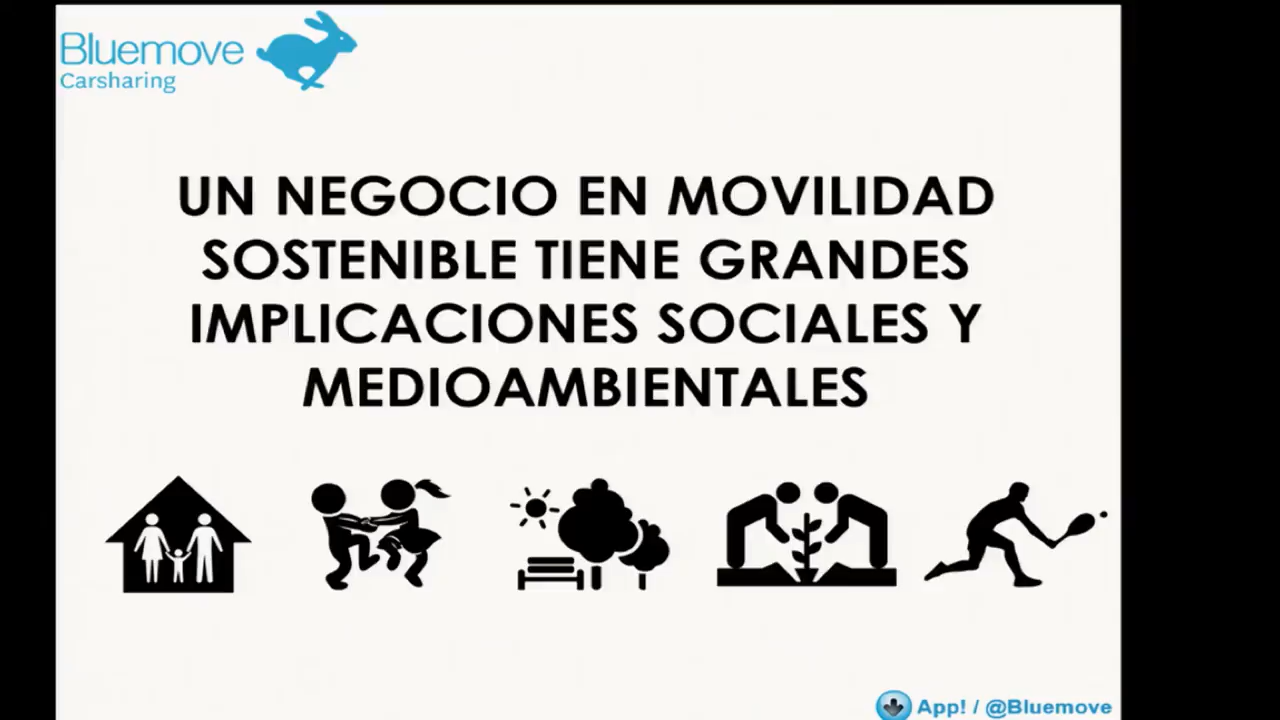 Bluemove
Carsharing
UN NEGOCIO EN MOVILIDAD
SOSTENIBLE TIENE GRANDES
IMPLICACIONES SOCIALES Y
MEDIOAMBIENTALES
App! / @Bluemove